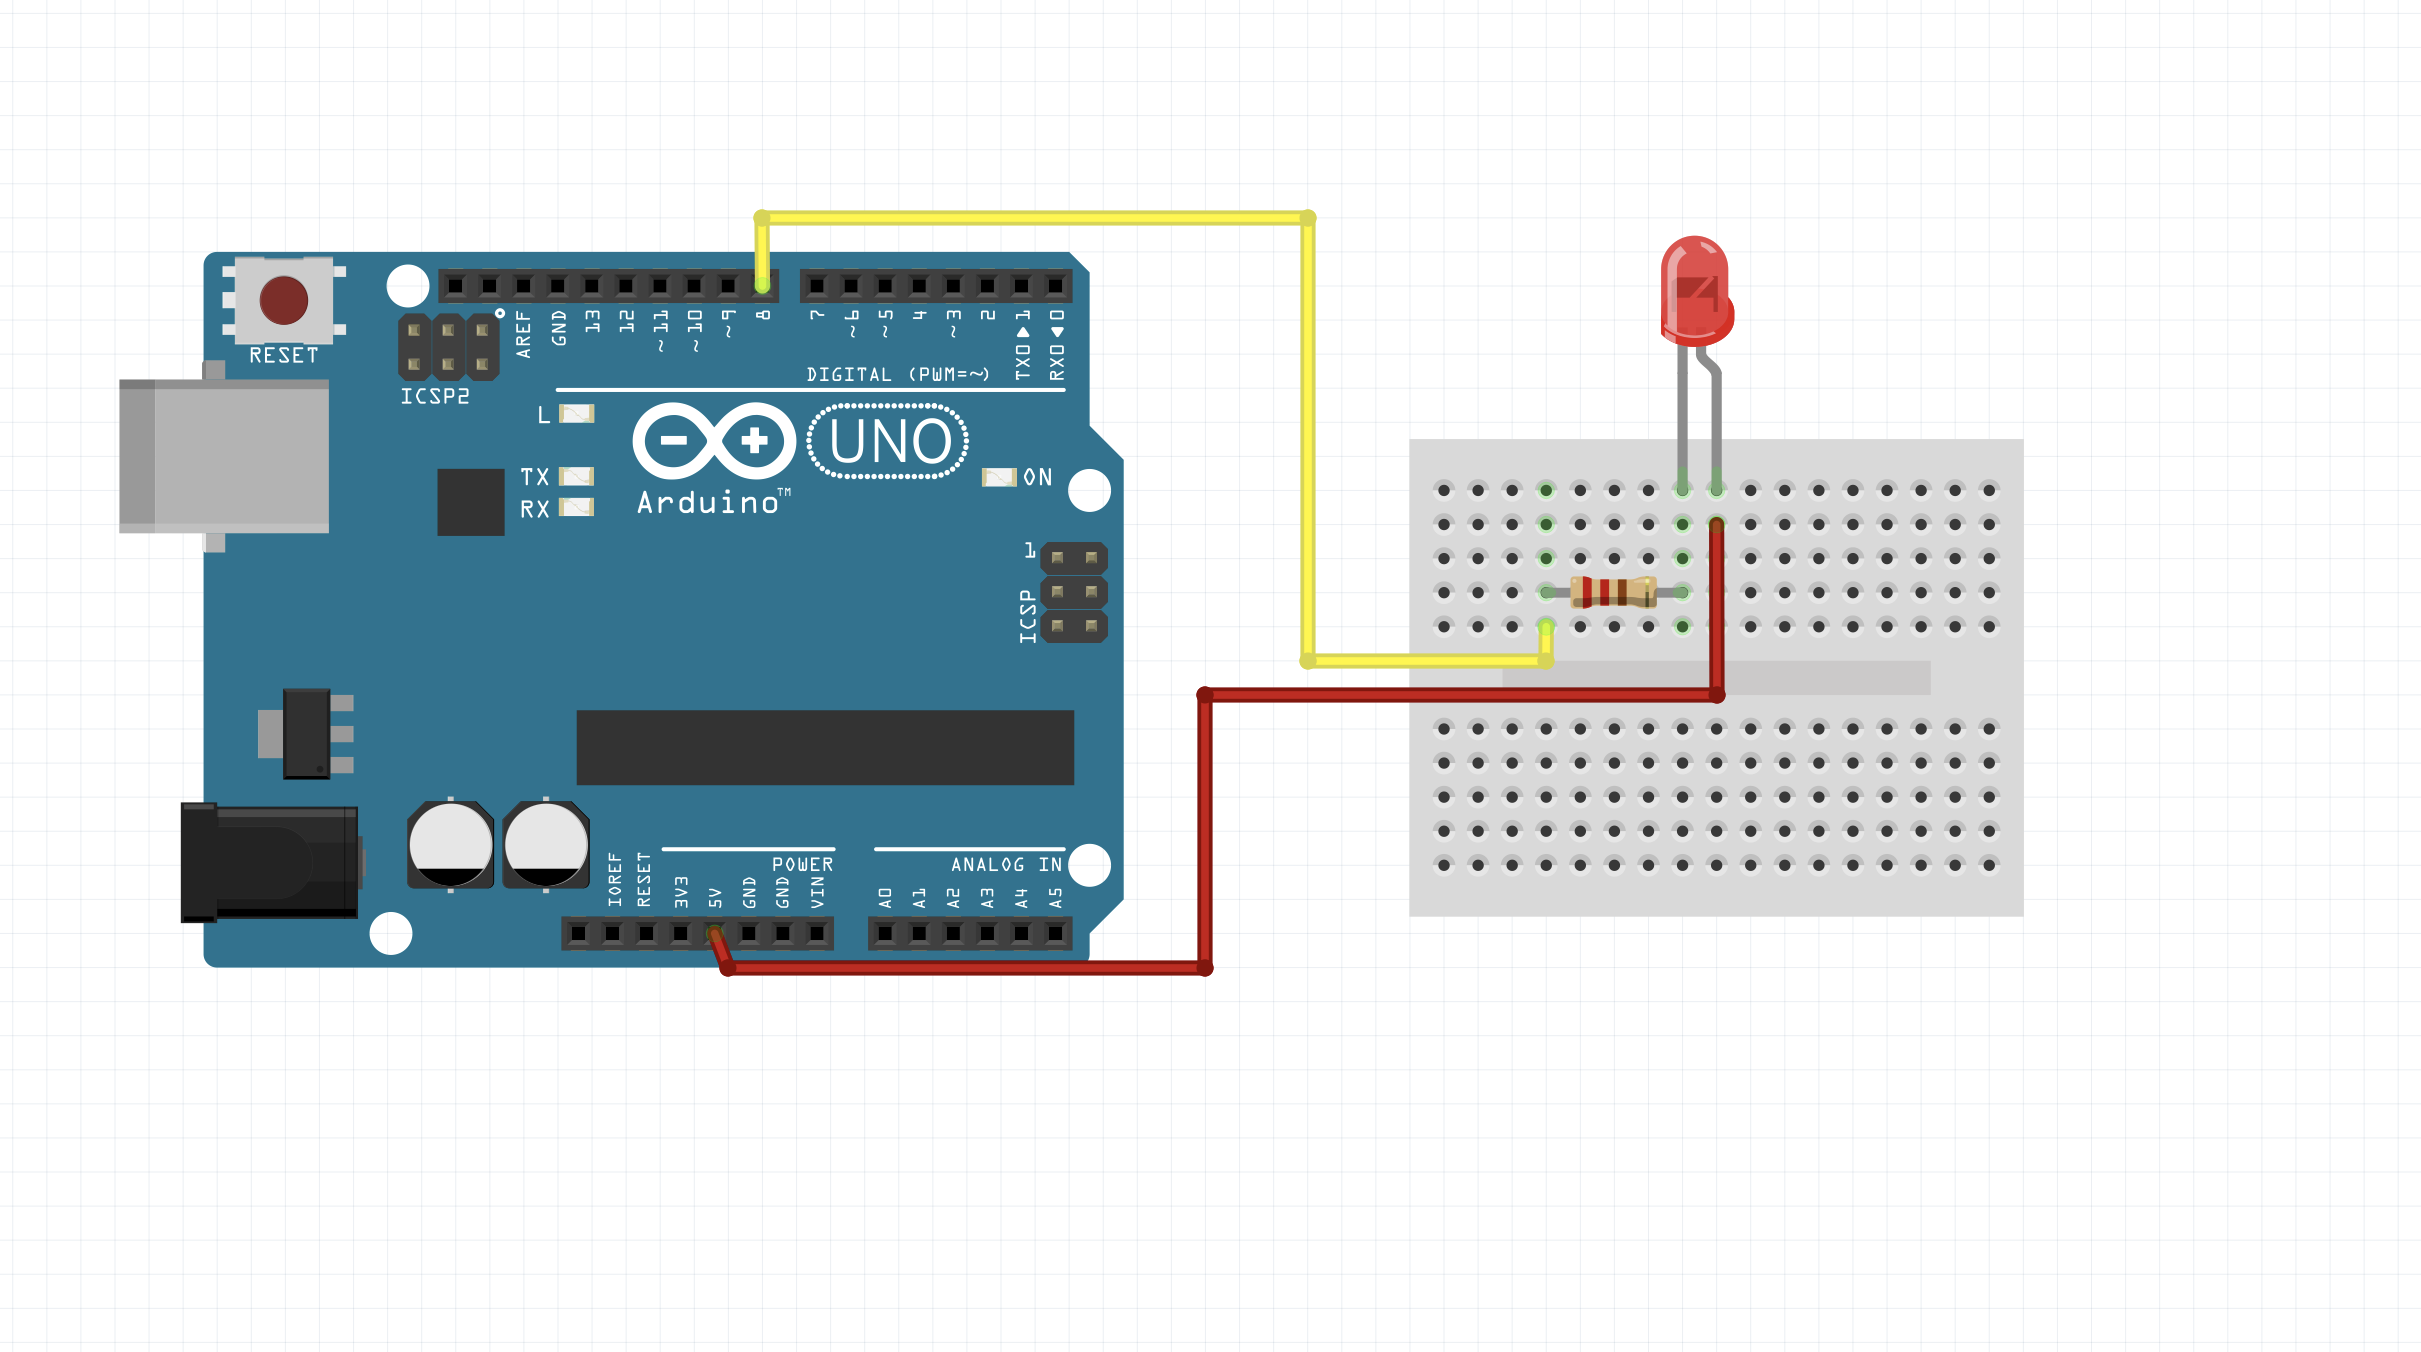 RESET
ICSP2
AREF
GND
13
12
~11
~10
~9
8
7
~6
~5
4
~3
2
TXO▶1
RXO◀0
DIGITAL (PWM=~)
L
TX
RX
Arduino™
UNO
ON
1
ICSP
POWER
ANALOG IN
IOREF
RESET
3V3
5V
GND
GND
VIN
A0
A1
A2
A3
A4
A5